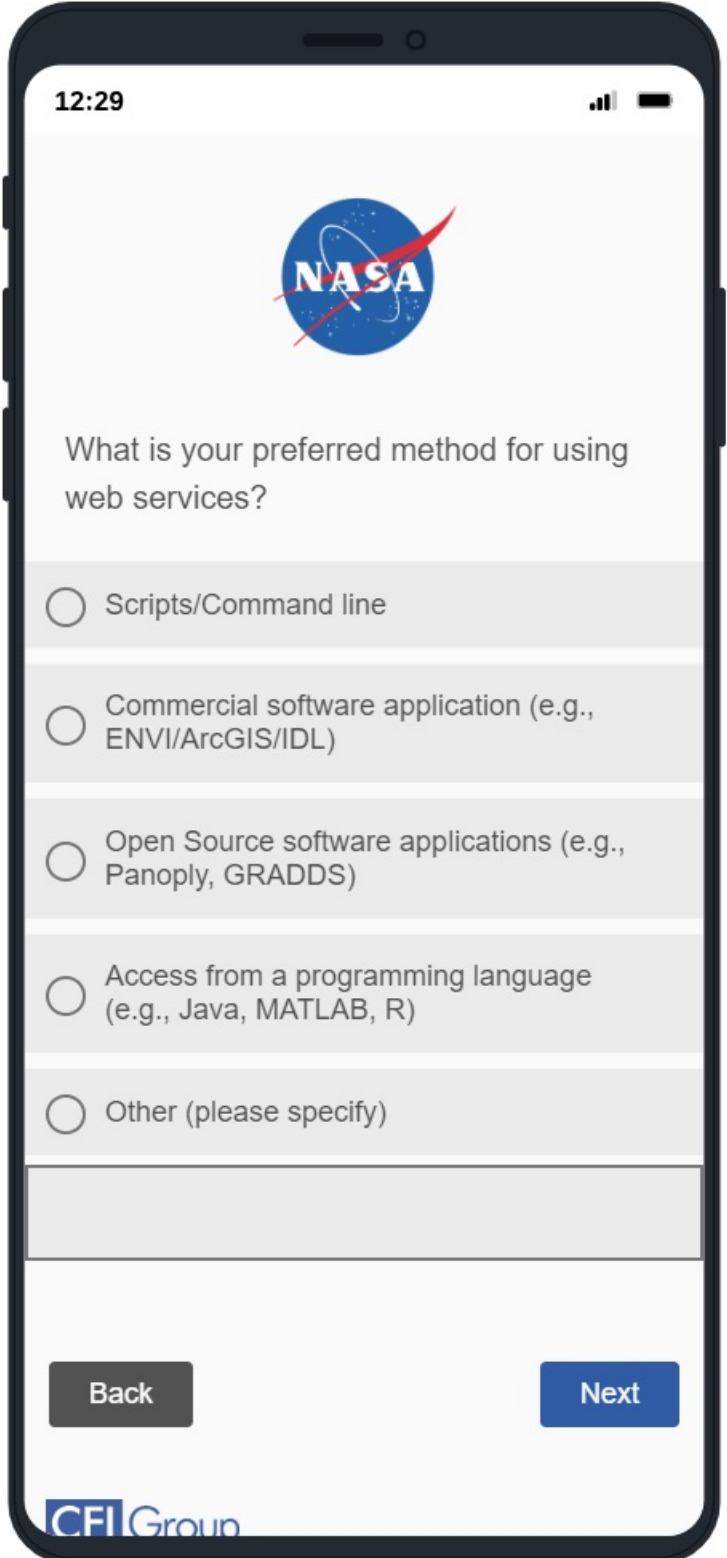 12:29
NASA
What is your preferred method for using
web services?
Scripts/Command line
Commercial software application (e.g.,
ENVI/ArcGIS/IDL)
Open Source software applications (e.g.,
Panoply, GRADDS)
Access from a programming language
(e.g., Java, MATLAB, R)
Other (please specify)
Back
Next
CFI Group